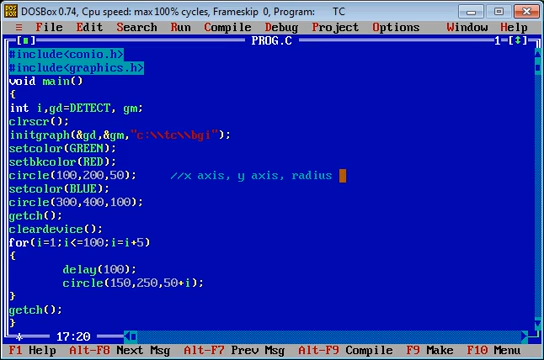 DOSBox 0.74, Cpu speed: max 100% cycles, Frameskip 0, Program: TC
≡ File Edit Search Run Compile Debug Project Options Window Help
[■] PROG.C 1=[↕]
#include<conio.h>
#include<graphics.h>
void main()
{
int i,gd=DETECT, gm;
clrscr();
initgraph(&gd,&gm,"c:\\tc\\bgi");
setcolor(GREEN);
setbkcolor(RED);
circle(100,200,50); //x axis, y axis, radius
setcolor(BLUE);
circle(300,400,100);
getch();
cleardevice();
for(i=1;i<=100;i=i+5)
{
delay(100);
circle(150,250,50+i);
}
getch();
}
* 17:20
F1 Help Alt-F8 Next Msg Alt-F7 Prev Msg Alt-F9 Compile F9 Make F10 Menu